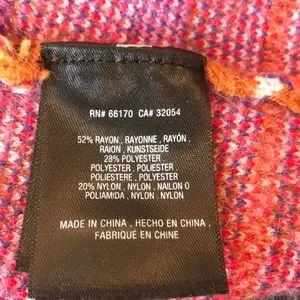 RN# 66170 CA# 32054
52% RAYON , RAYONNE , RAYÓN ,
RAION , KUNSTSEIDE
28% POLYESTER ,
POLYESTER , POLIÉSTER ,
POLIESTERE , POLYESTER
20% NYLON , NYLON , NAILON O
POLIAMIDA , NYLON , NYLON
MADE IN CHINA , HECHO EN CHINA ,
FABRIQUÉ EN CHINE